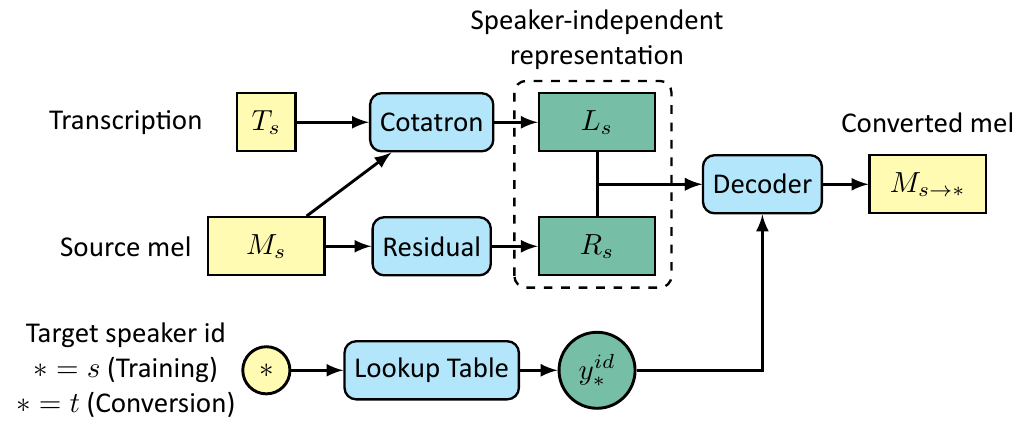 Speaker-independent
representation
Transcription
T_s
Cotatron
L_s
Converted mel
Decoder
M_{s→*}
Source mel
M_s
Residual
R_s
Target speaker id
* = s (Training)
* = t (Conversion)
*
Lookup Table
y_*^{id}